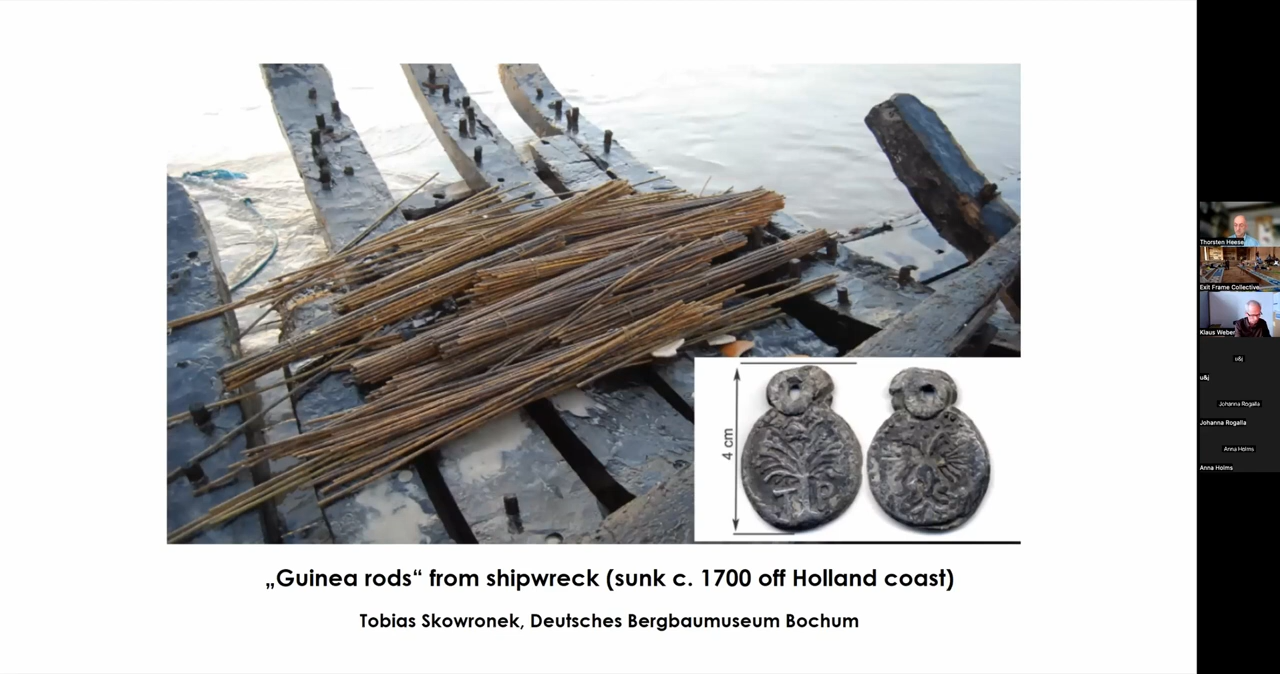 4 cm
„Guinea rods“ from shipwreck (sunk c. 1700 off Holland coast)
Tobias Skowronek, Deutsches Bergbaumuseum Bochum
Thorsten Heese
Exit Frame Collective
Klaus Weber
u&j
u&j
Johanna Rogalla
Johanna Rogalla
Anna Holms
Anna Holms